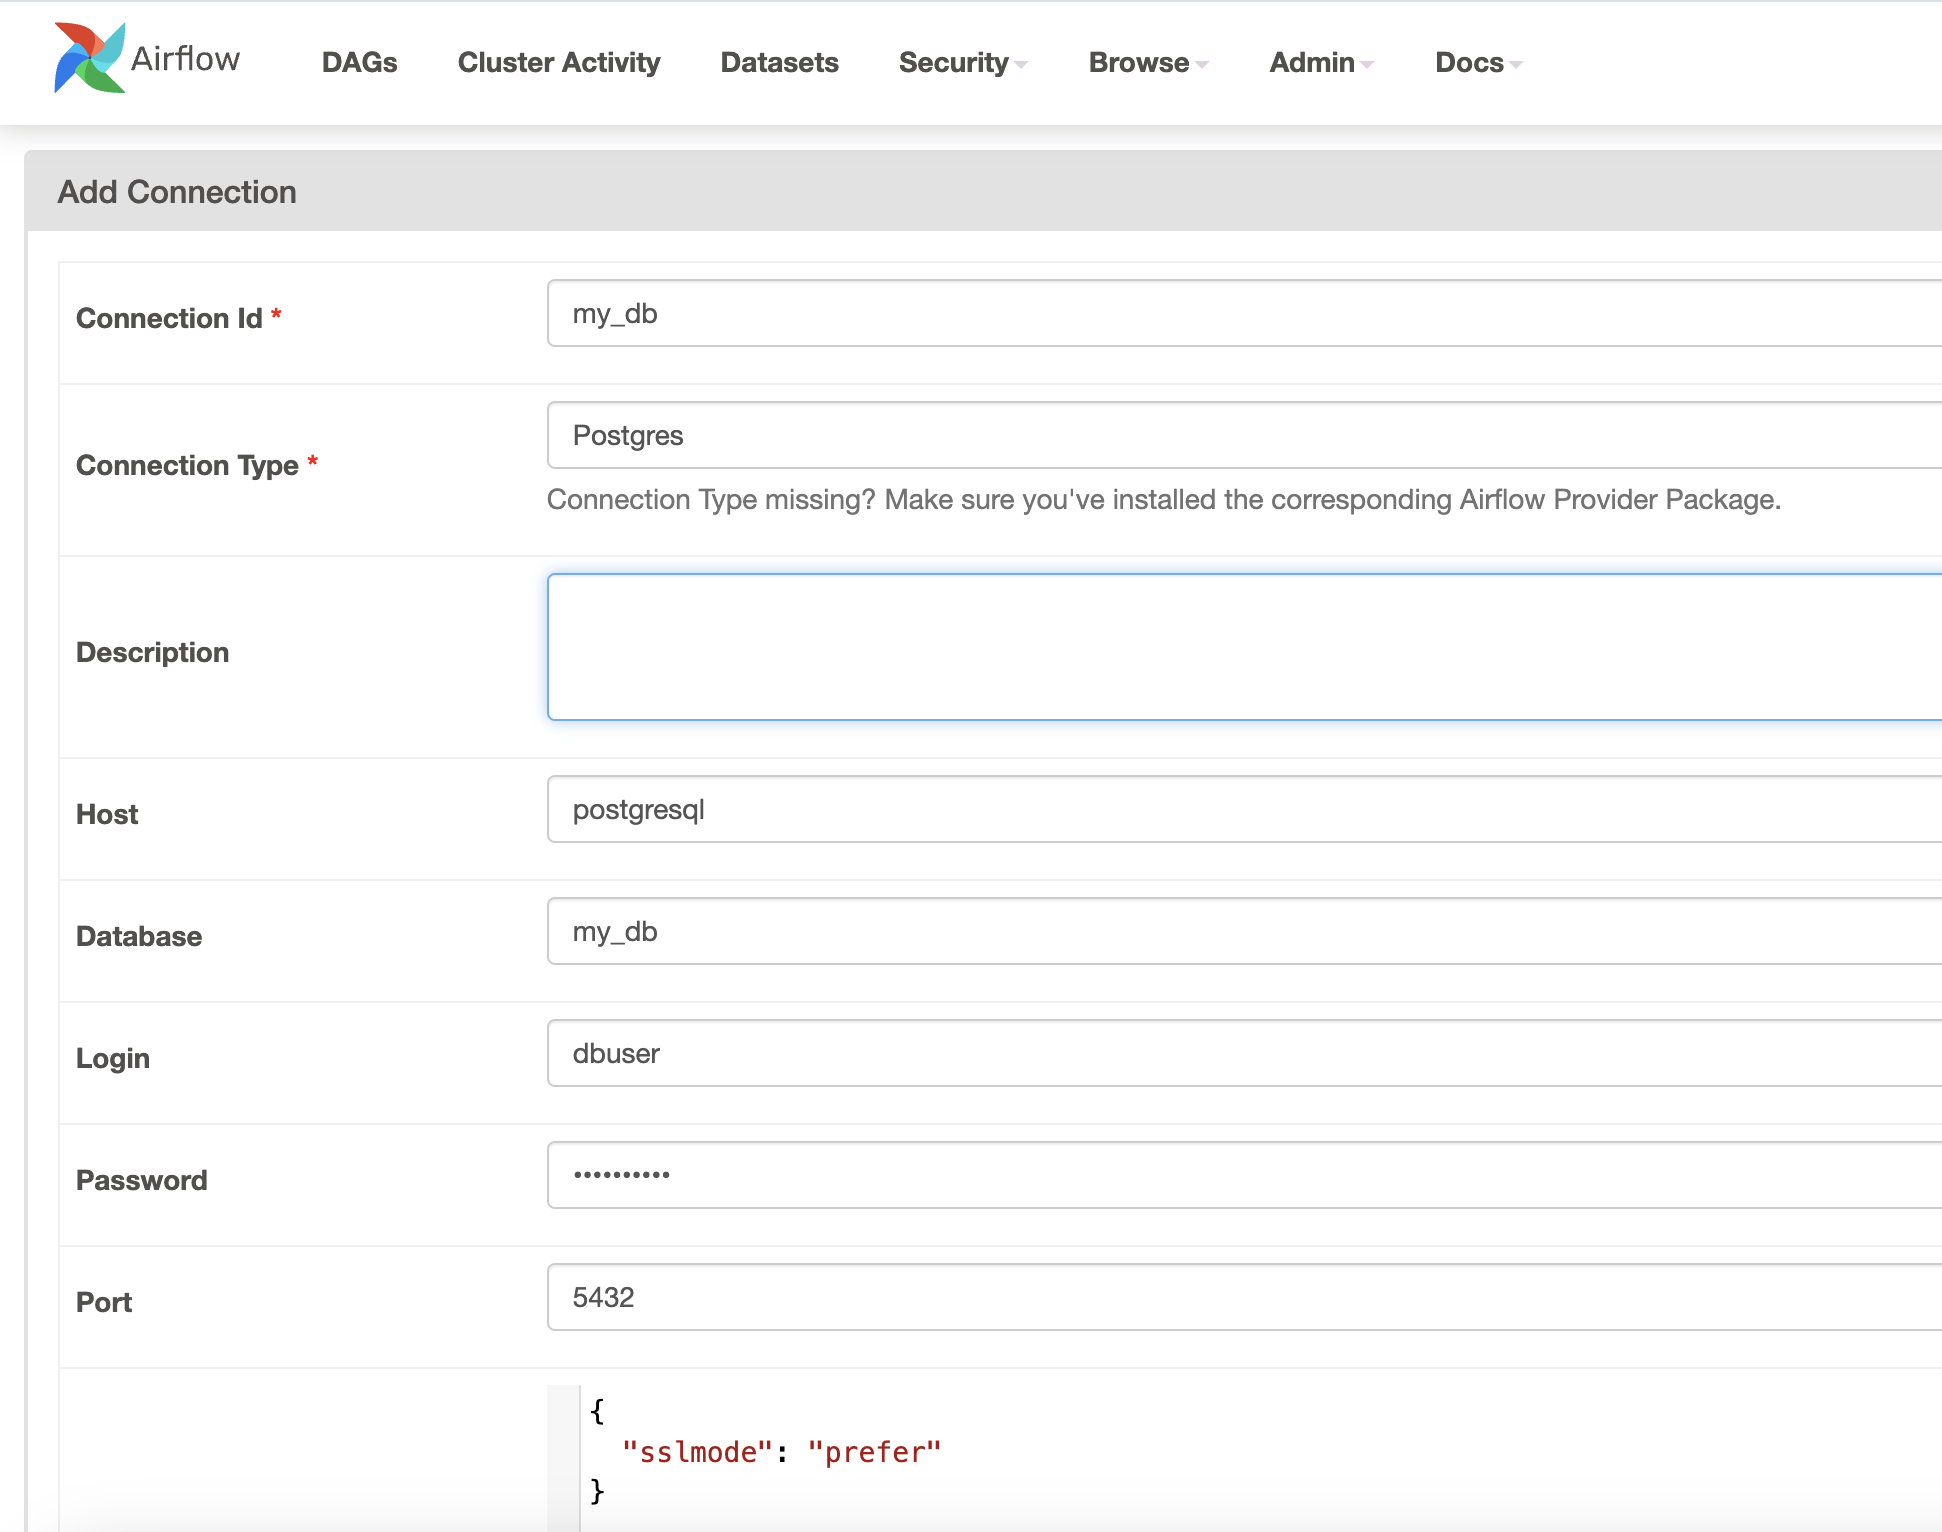 Airflow DAGs Cluster Activity Datasets Security Browse Admin Docs
Add Connection
Connection Id * my_db
Connection Type * Postgres
Connection Type missing? Make sure you've installed the corresponding Airflow Provider Package.
Description
Host postgresql
Database my_db
Login dbuser
Password ••••••••••
Port 5432
{
"sslmode": "prefer"
}